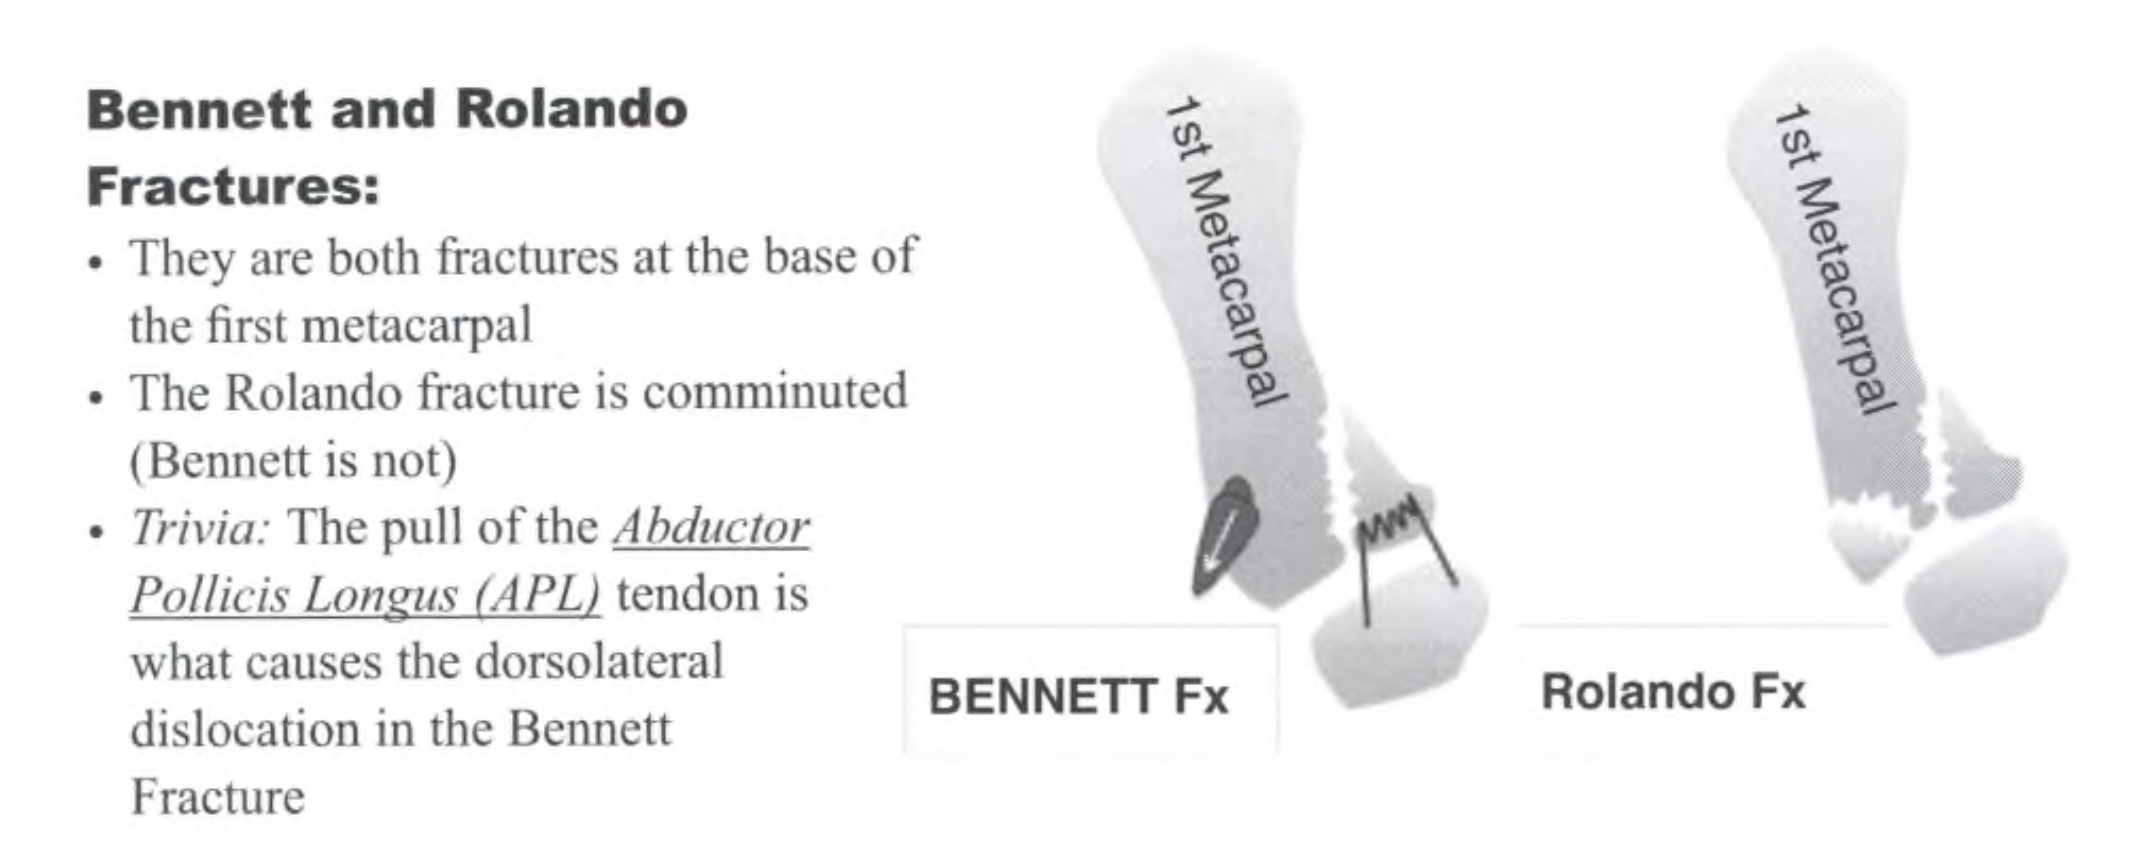 Bennett and Rolando
Fractures:
• They are both fractures at the base of
the first metacarpal
• The Rolando fracture is comminuted
(Bennett is not)
• Trivia: The pull of the Abductor
Pollicis Longus (APL) tendon is
what causes the dorsolateral
dislocation in the Bennett
Fracture
1st Metacarpal
BENNETT Fx
1st Metacarpal
Rolando Fx